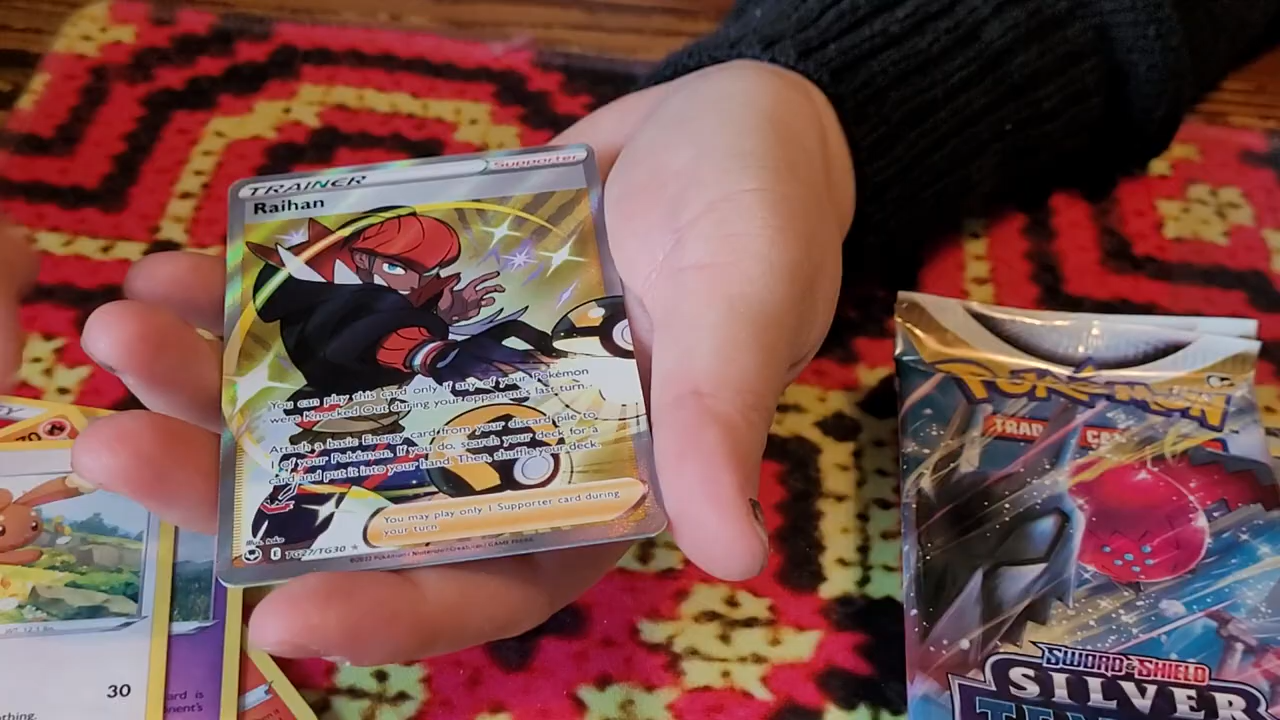 TRAINER
Supporter
Raihan
You can play this card only if any of your Pokémon
were Knocked Out during your opponent's last turn.
Attach a basic Energy card from your discard pile to
1 of your Pokémon. If you do, search your deck for a
card and put it into your hand. Then, shuffle your deck.
You may play only 1 Supporter card during
your turn.
E TG27/TG30
©2022 Pokémon / Nintendo / Creatures / GAME FREAK
70
30
POKÉMON
TRAD
CA
SWORD & SHIELD
SILVER